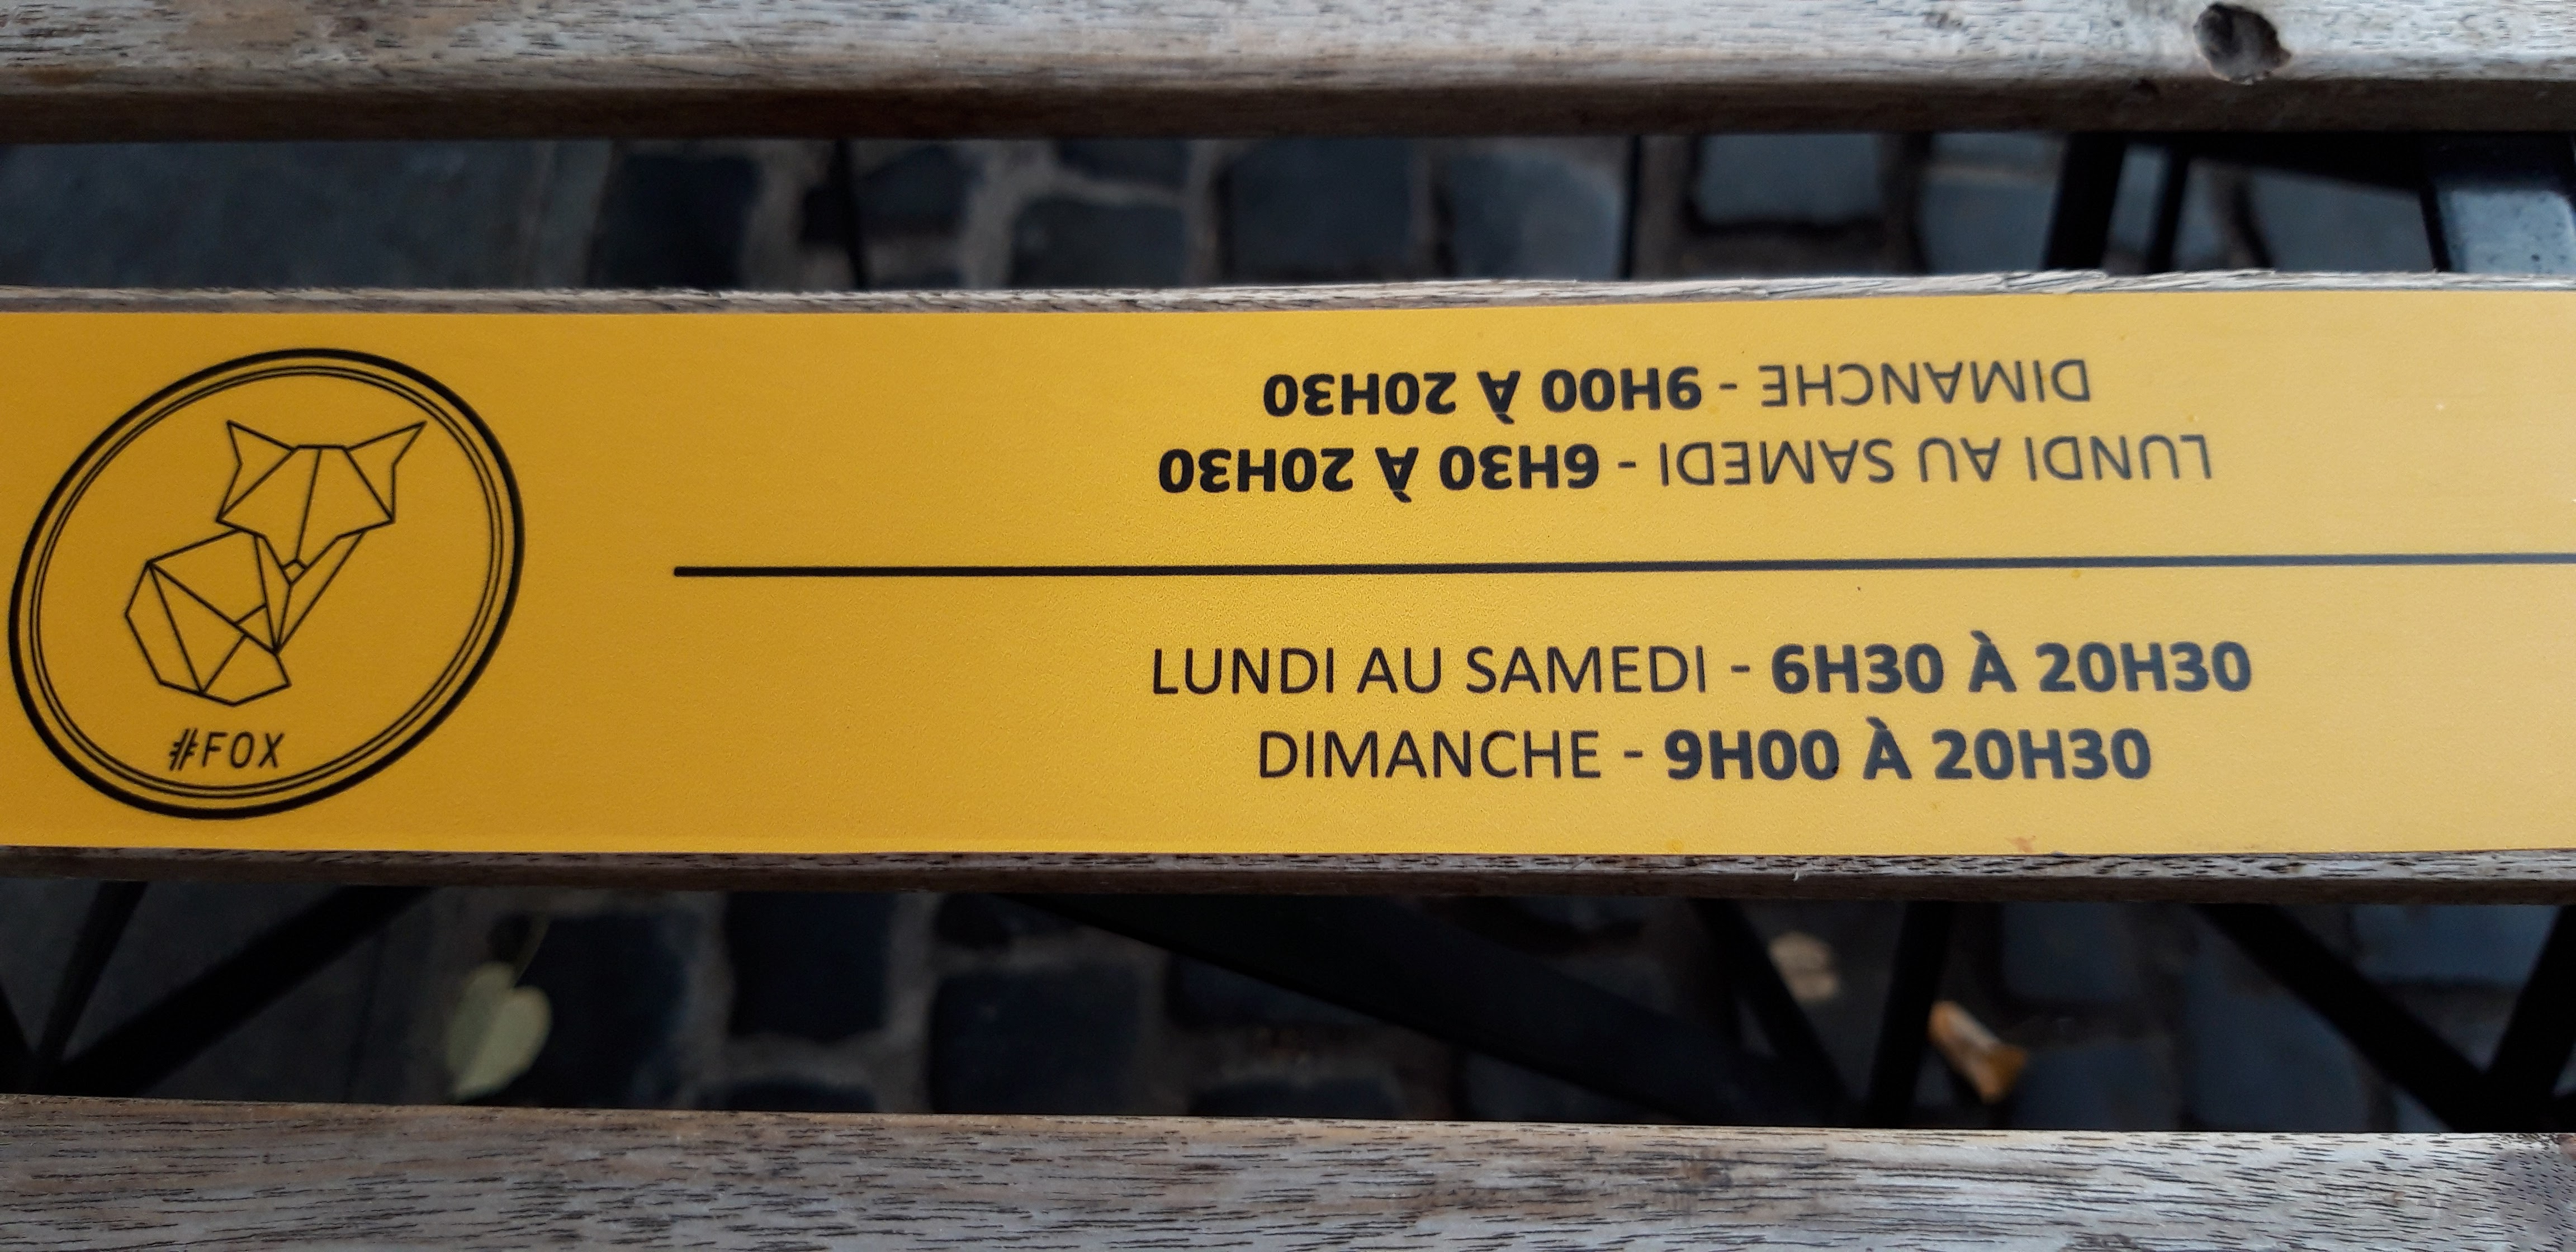 DIMANCHE - 9H00 À 20H30
LUNDI AU SAMEDI - 6H30 À 20H30
LUNDI AU SAMEDI - 6H30 À 20H30
DIMANCHE - 9H00 À 20H30
#FOX